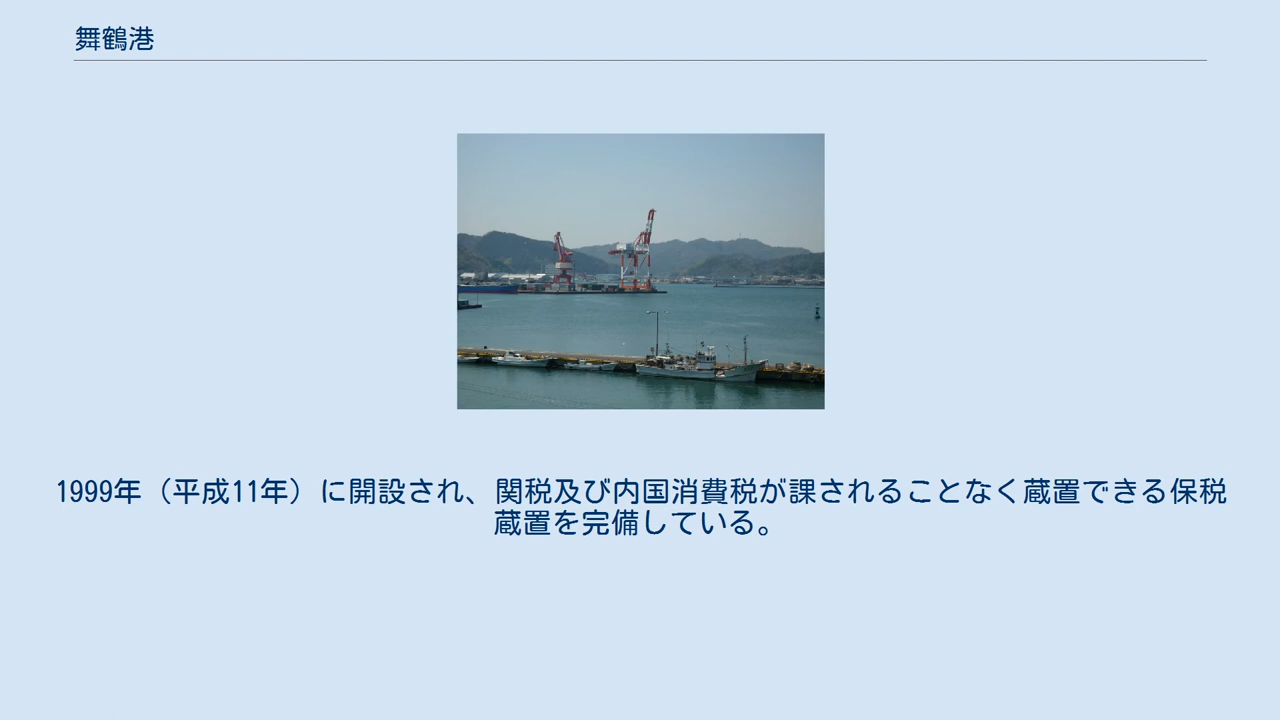 舞鶴港
1999年（平成11年）に開設され、関税及び内国消費税が課されることなく蔵置できる保税
蔵置を完備している。